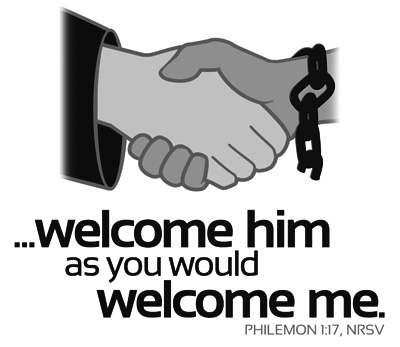 ...welcome him
as you would
welcome me.
PHILEMON 1:17, NRSV